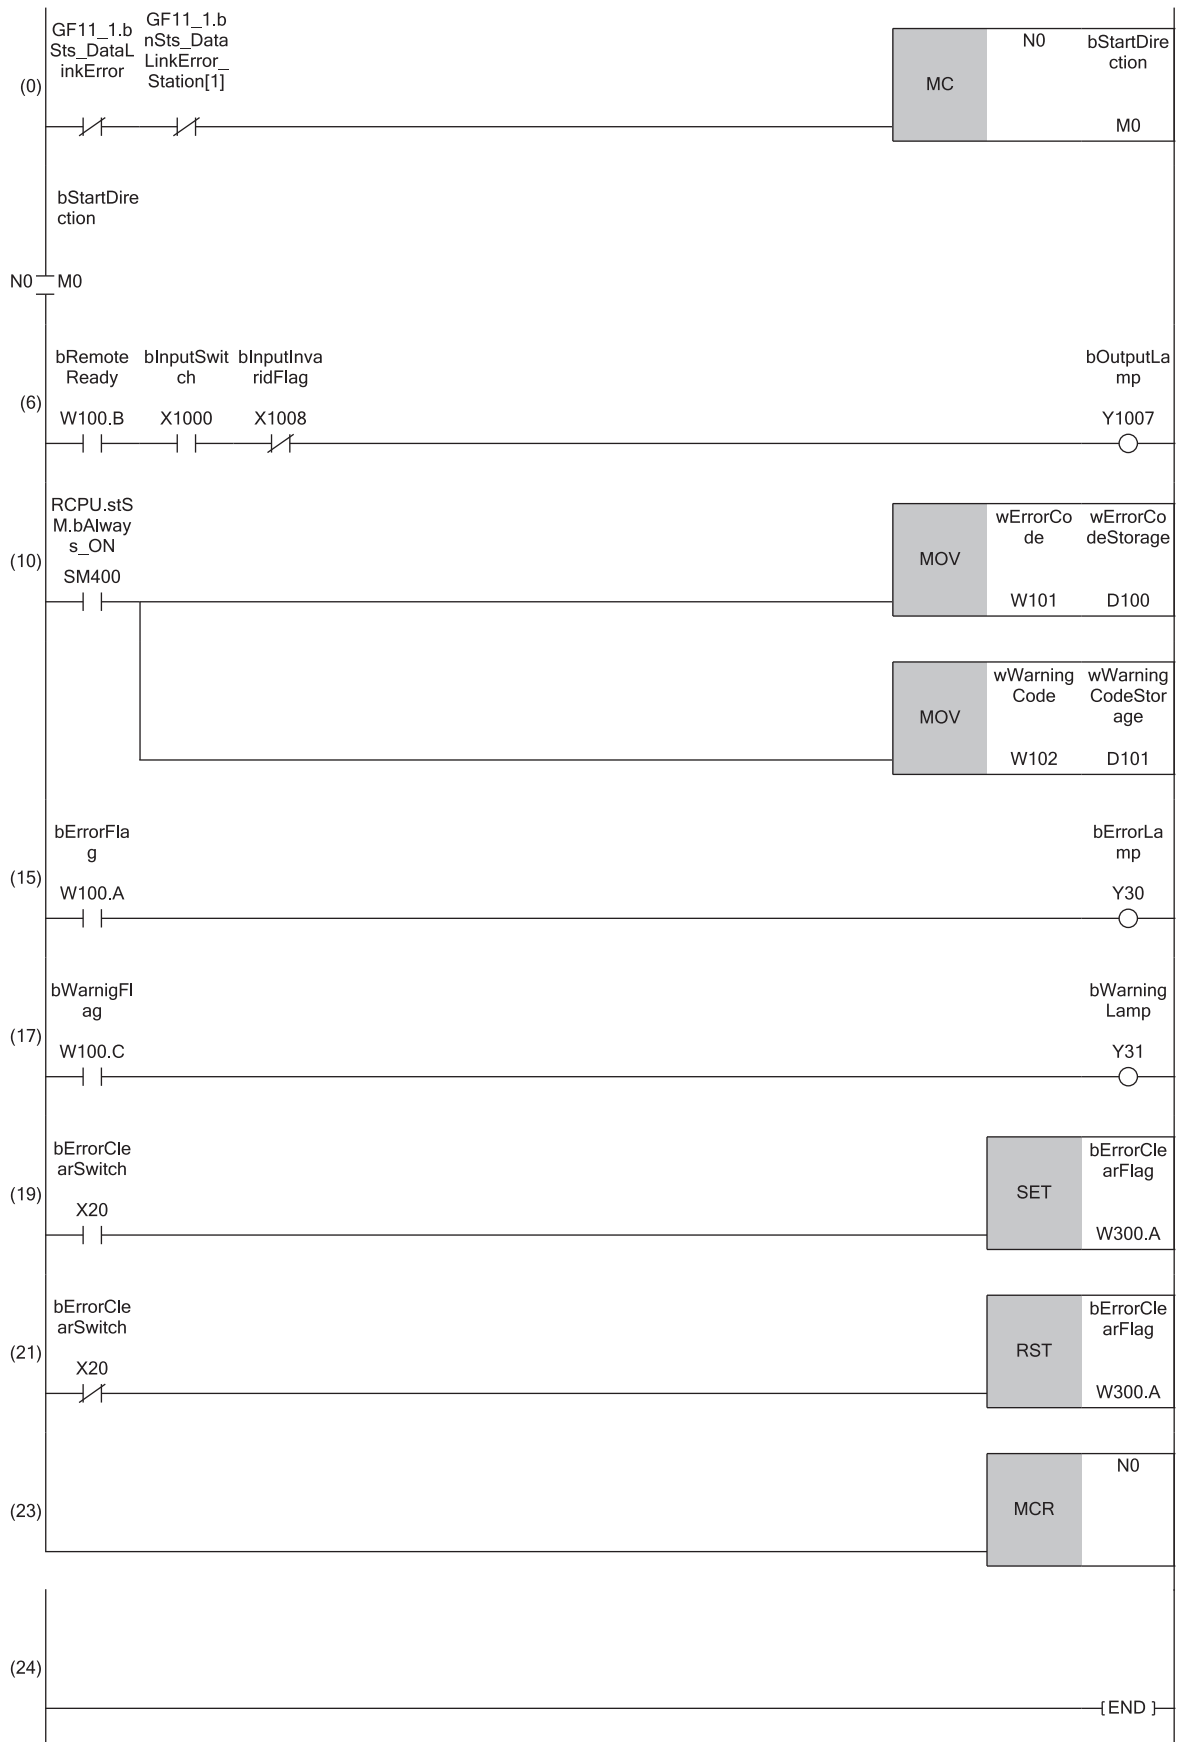 GF11_1.b
Sts_DataL
inkError
GF11_1.b
nSts_Data
LinkError_
Station[1]
(0)
MC
N0
bStartDire
ction
M0
bStartDire
ction
N0
M0
(6)
bRemote
Ready
W100.B
bInputSwit
ch
X1000
bInputInva
ridFlag
X1008
bOutputLa
mp
Y1007
(10)
RCPU.stS
M.bAlway
s_ON
SM400
MOV
wErrorCo
de
W101
wErrorCo
deStorage
D100
MOV
wWarning
Code
W102
wWarning
CodeStor
age
D101
(15)
bErrorFla
g
W100.A
bErrorLa
mp
Y30
(17)
bWarnigFl
ag
W100.C
bWarning
Lamp
Y31
(19)
bErrorCle
arSwitch
X20
SET
bErrorCle
arFlag
W300.A
(21)
bErrorCle
arSwitch
X20
RST
bErrorCle
arFlag
W300.A
(23)
MCR
N0
(24)
[END]